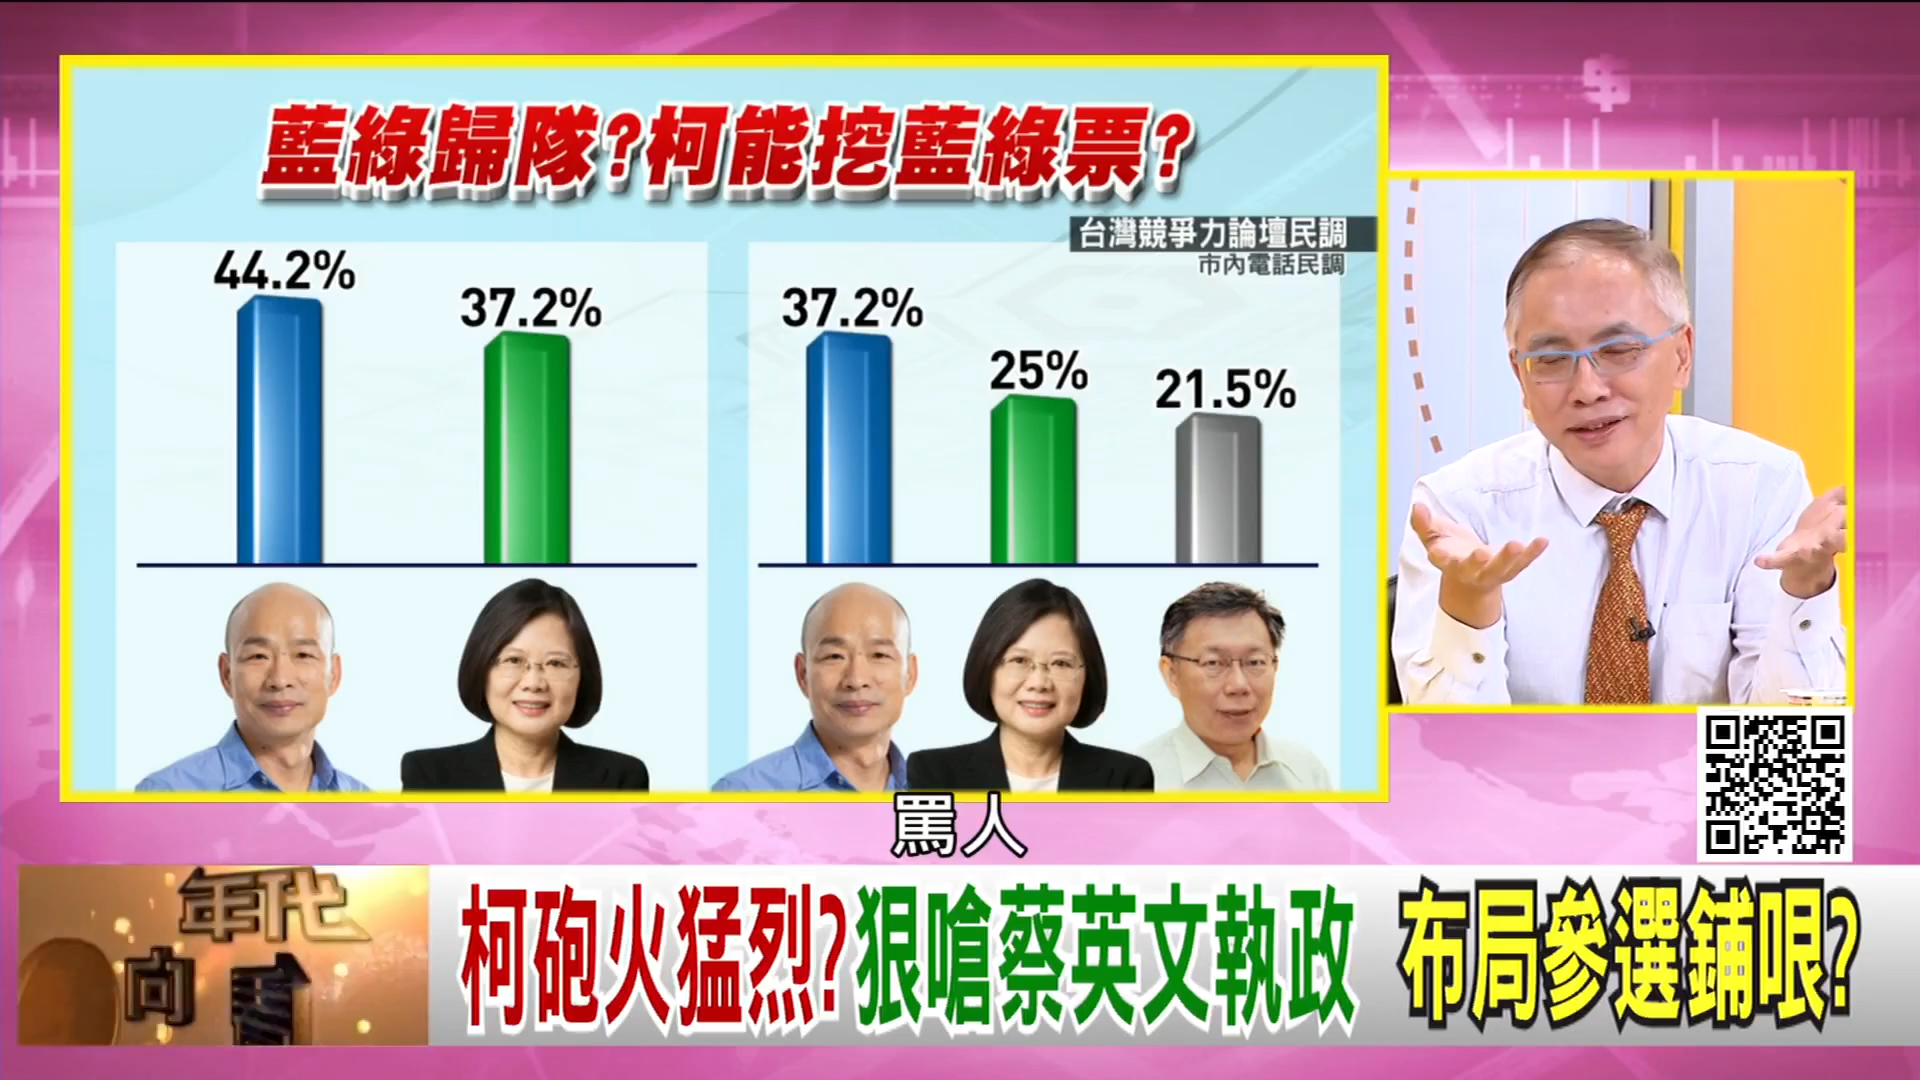 藍綠歸隊?柯能挖藍綠票?
台灣競爭力論壇民調
市內電話民調
44.2%
37.2%
37.2%
25%
21.5%
罵人
年代
向錢看
柯砲火猛烈?狠嗆蔡英文執政 布局參選鋪哏?